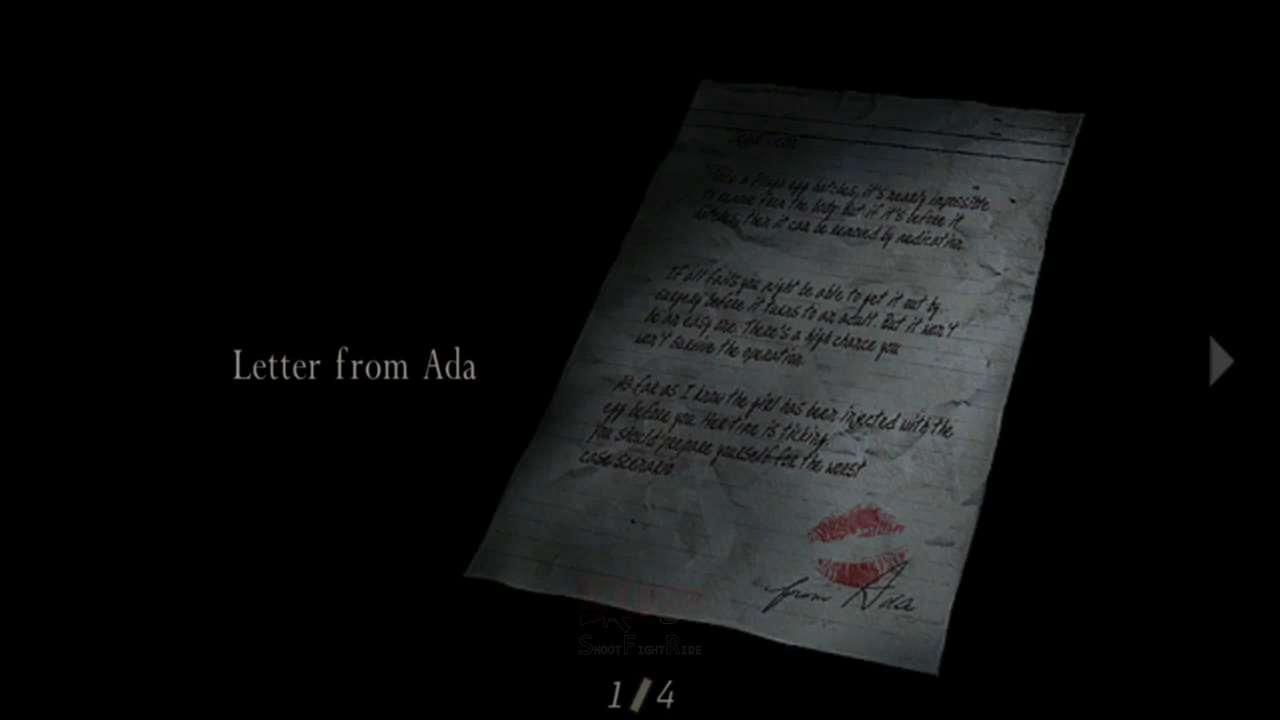 Letter from Ada
Dear Leon
Once a Plaga egg hatches, it's nearly impossible
to remove from the body. But if it's before it
hatches, then it can be removed by medication.
If all fails you might be able to get it out by
surgery before it turns to an adult. But it won't
be an easy one. There's a high chance you
won't survive the operation.
As far as I know the girl has been injected with the
egg before you. Her time is ticking.
You should prepare yourself for the worst
case scenario.
from Ada
ShootFightRide
1/4